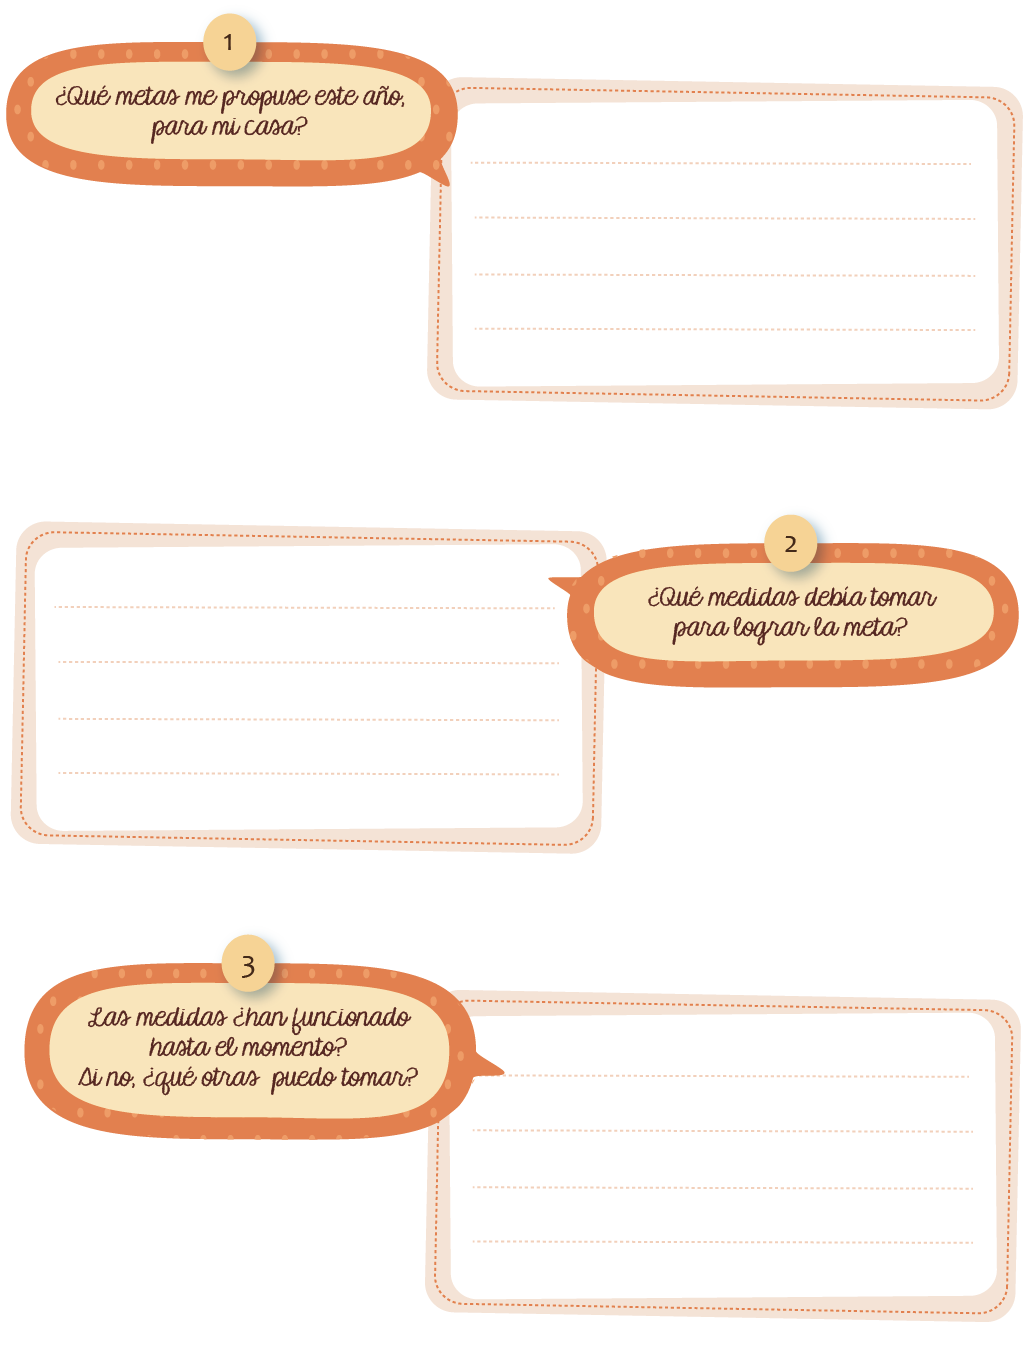 1
¿Qué metas me propuse este año,
para mi casa?
2
¿Qué medidas debía tomar
para lograr la meta?
3
Las medidas ¿han funcionado
hasta el momento?
Si no, ¿qué otras puedo tomar?